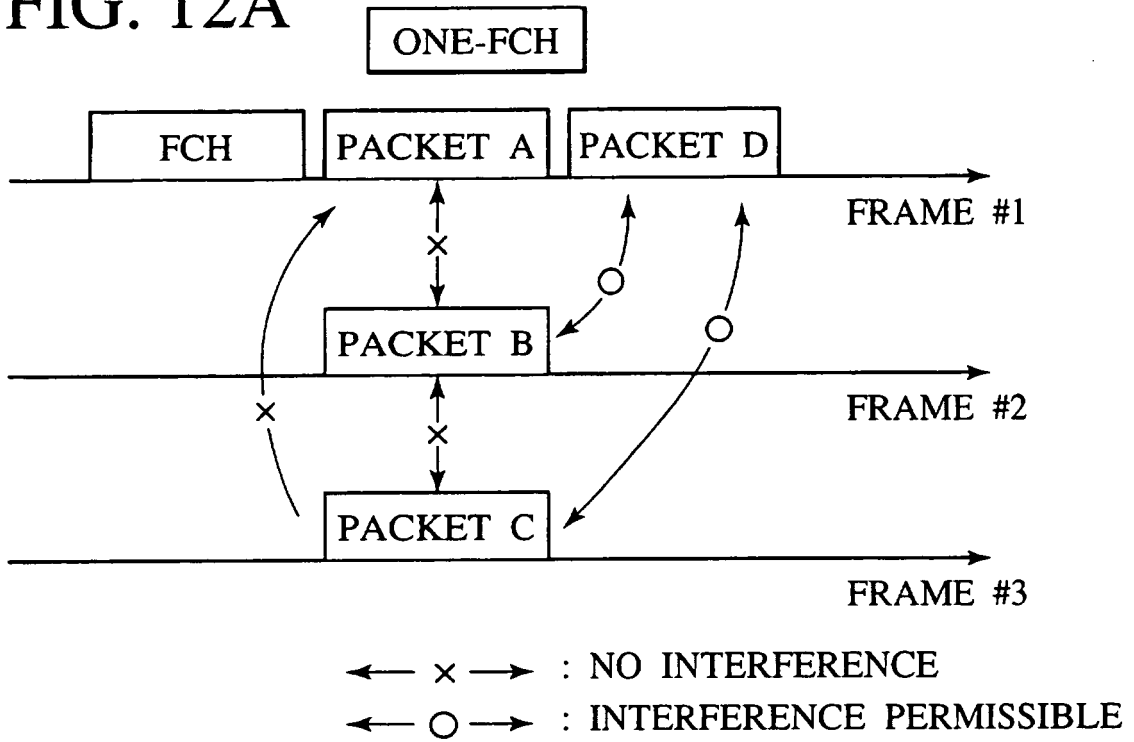 FIG. 12A
ONE-FCH
FCH
PACKET A
PACKET D
FRAME #1
PACKET B
FRAME #2
PACKET C
FRAME #3
: NO INTERFERENCE
: INTERFERENCE PERMISSIBLE